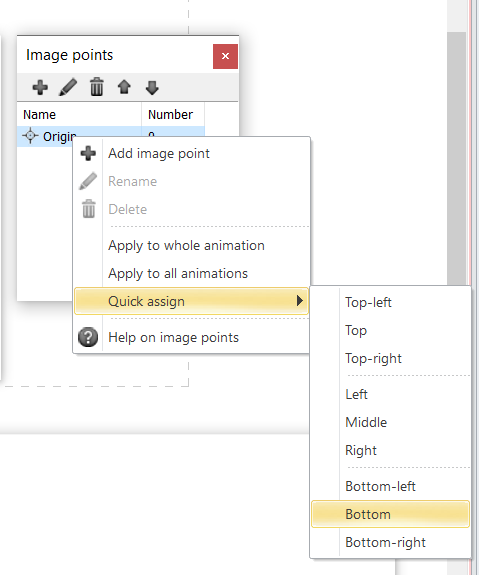 Image points
Name Number
Origin 0
Add image point
Rename
Delete
Apply to whole animation
Apply to all animations
Quick assign
Help on image points
Top-left
Top
Top-right
Left
Middle
Right
Bottom-left
Bottom
Bottom-right